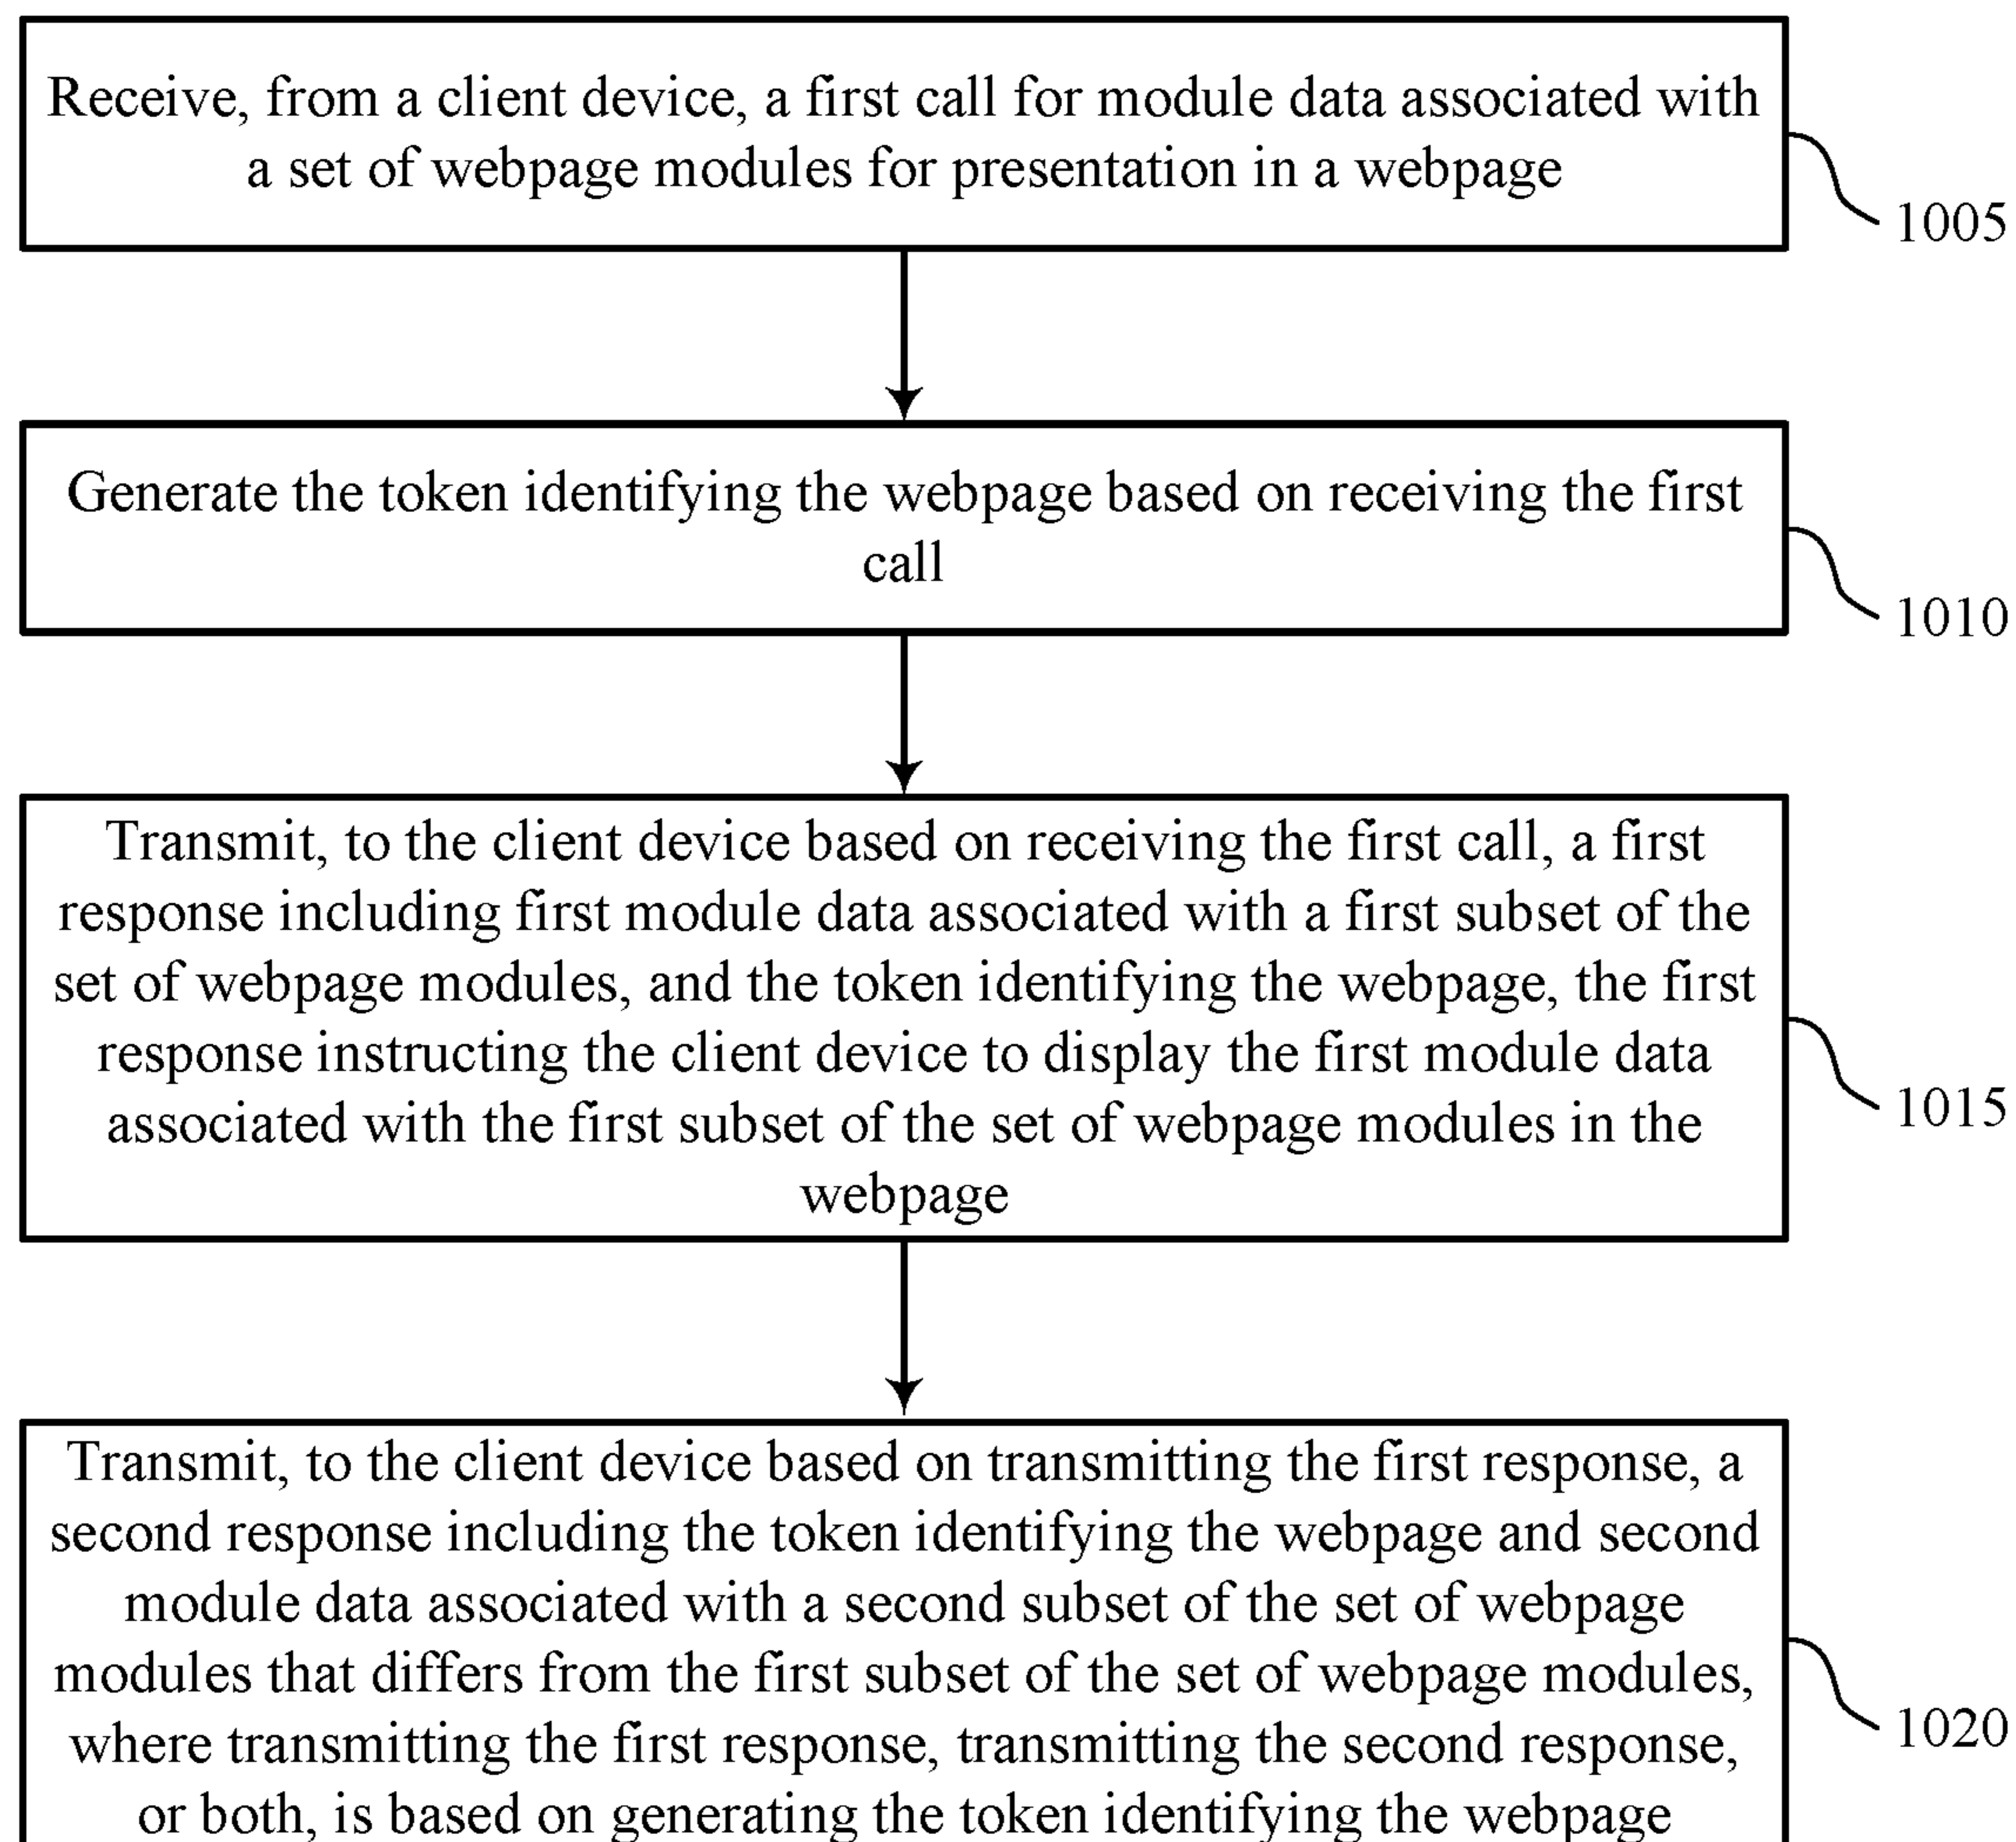 Receive, from a client device, a first call for module data associated with
a set of webpage modules for presentation in a webpage
1005
Generate the token identifying the webpage based on receiving the first
call
1010
Transmit, to the client device based on receiving the first call, a first
response including first module data associated with a first subset of the
set of webpage modules, and the token identifying the webpage, the first
response instructing the client device to display the first module data
associated with the first subset of the set of webpage modules in the
webpage
1015
Transmit, to the client device based on transmitting the first response, a
second response including the token identifying the webpage and second
module data associated with a second subset of the set of webpage
modules that differs from the first subset of the set of webpage modules,
where transmitting the first response, transmitting the second response,
or both, is based on generating the token identifying the webpage
1020